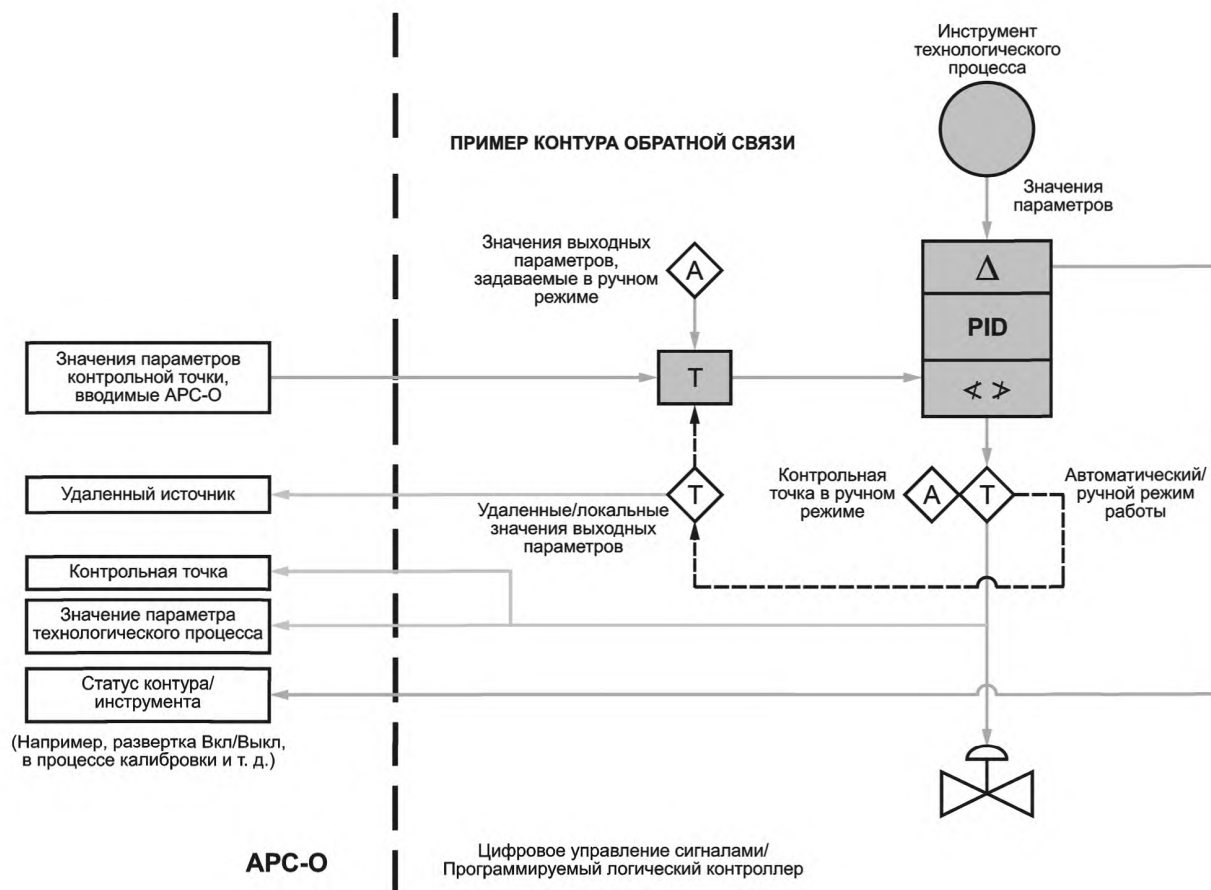 Инструмент
технологического
процесса
ПРИМЕР КОНТУРА ОБРАТНОЙ СВЯЗИ
Значения
параметров
Значения выходных
параметров,
задаваемые в ручном
режиме
A
Δ
PID
≮ ≯
Значения параметров
контрольной точки,
вводимые АРС-О
T
Удаленный источник
T
Удаленные/локальные
значения выходных
параметров
Контрольная
точка в ручном
режиме
A
T
Автоматический/
ручной режим
работы
Контрольная точка
Значение параметра
технологического процесса
Статус контура/
инструмента
(Например, развертка Вкл/Выкл,
в процессе калибровки и т. д.)
АРС-О
Цифровое управление сигналами/
Программируемый логический контроллер